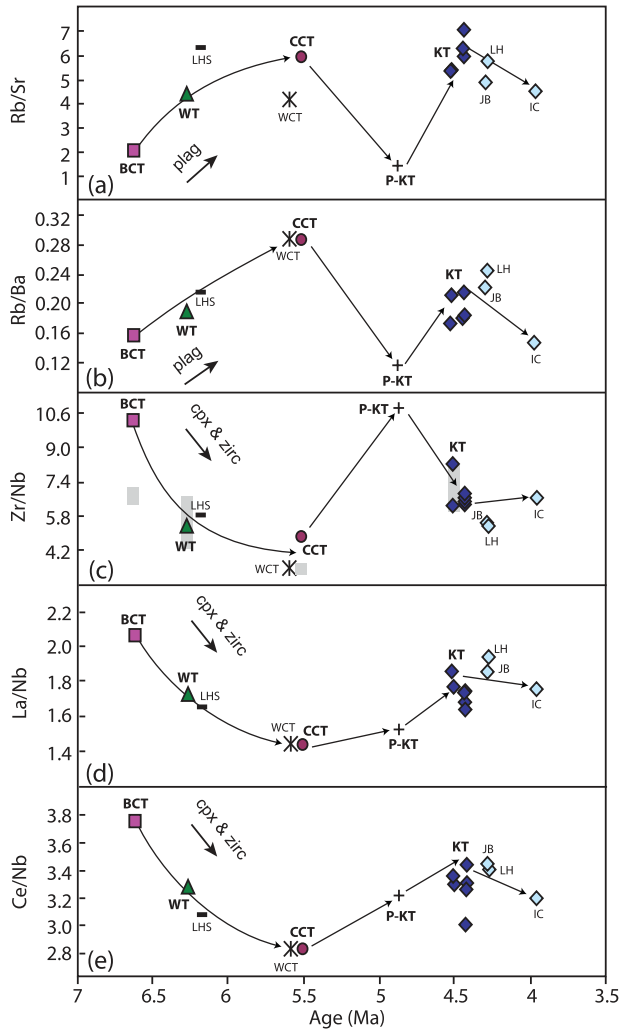 Rb/Sr
7
6
5
4
3
2
1
BCT
WT
LHS
CCT
WCT
P-KT
KT
LH
JB
IC
plag
(a)
Rb/Ba
0.32
0.28
0.24
0.20
0.16
0.12
BCT
WT
LHS
CCT
WCT
P-KT
KT
LH
JB
IC
plag
(b)
Zr/Nb
10.6
9.0
7.4
5.8
4.2
BCT
cpx & zirc
LHS
WT
WCT
CCT
P-KT
KT
JB
LH
IC
(c)
La/Nb
2.2
2.0
1.8
1.6
1.4
BCT
cpx & zirc
WT
LHS
WCT
CCT
P-KT
KT
LH
JB
IC
(d)
Ce/Nb
3.8
3.6
3.4
3.2
3.0
2.8
BCT
cpx & zirc
WT
LHS
CCT
WCT
P-KT
KT
JB
LH
IC
(e)
7 6.5 6 5.5 5 4.5 4 3.5
Age (Ma)